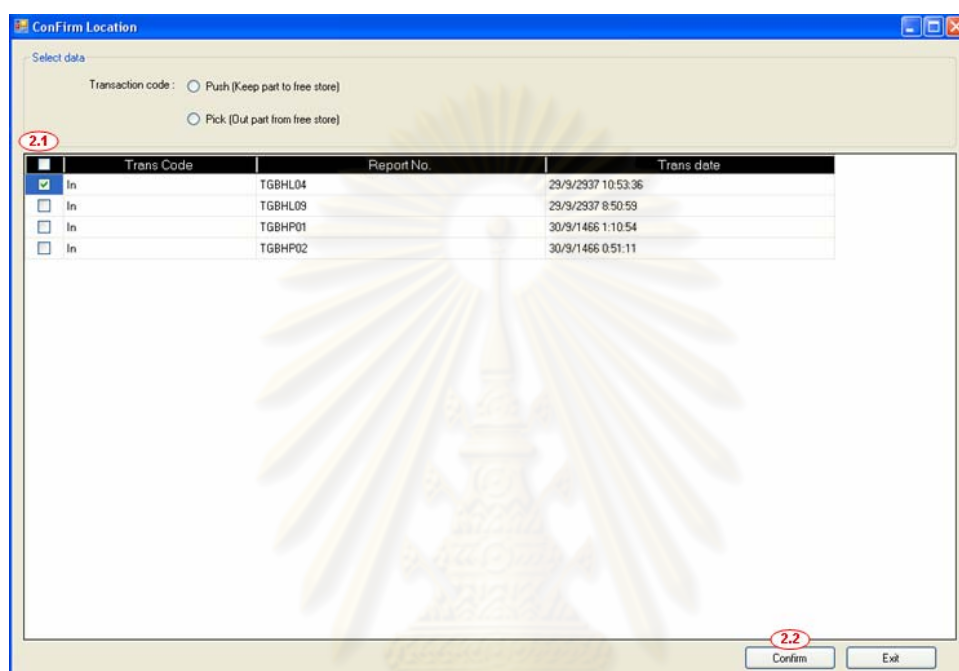 ConFirm Location
Select data
Transaction code : Push (Keep part to free store)
Pick (Out part from free store)
2.1
Trans Code Report No. Trans date
In TGBHL04 29/9/2937 10:53:36
In TGBHL09 29/9/2937 8:50:59
In TGBHP01 30/9/1466 1:10:54
In TGBHP02 30/9/1466 0:51:11
2.2
Confirm Exit